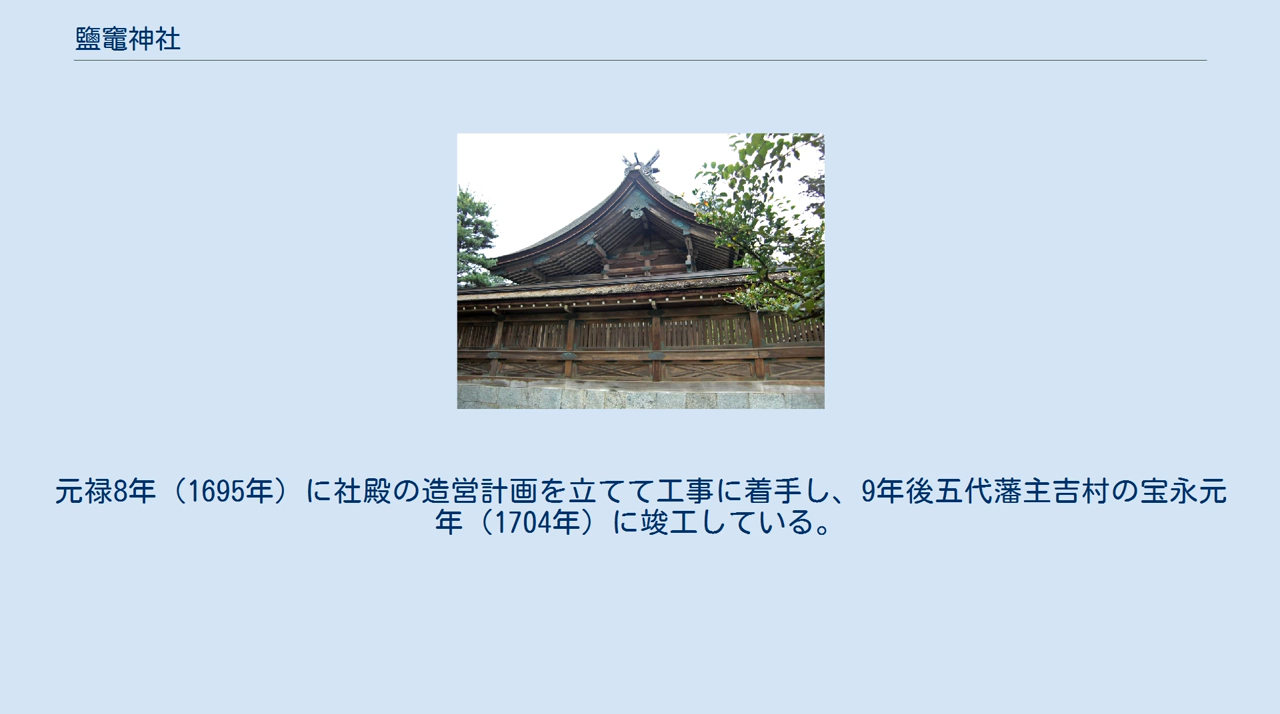 鹽竈神社
元禄8年（1695年）に社殿の造営計画を立てて工事に着手し、9年後五代藩主吉村の宝永元
年（1704年）に竣工している。